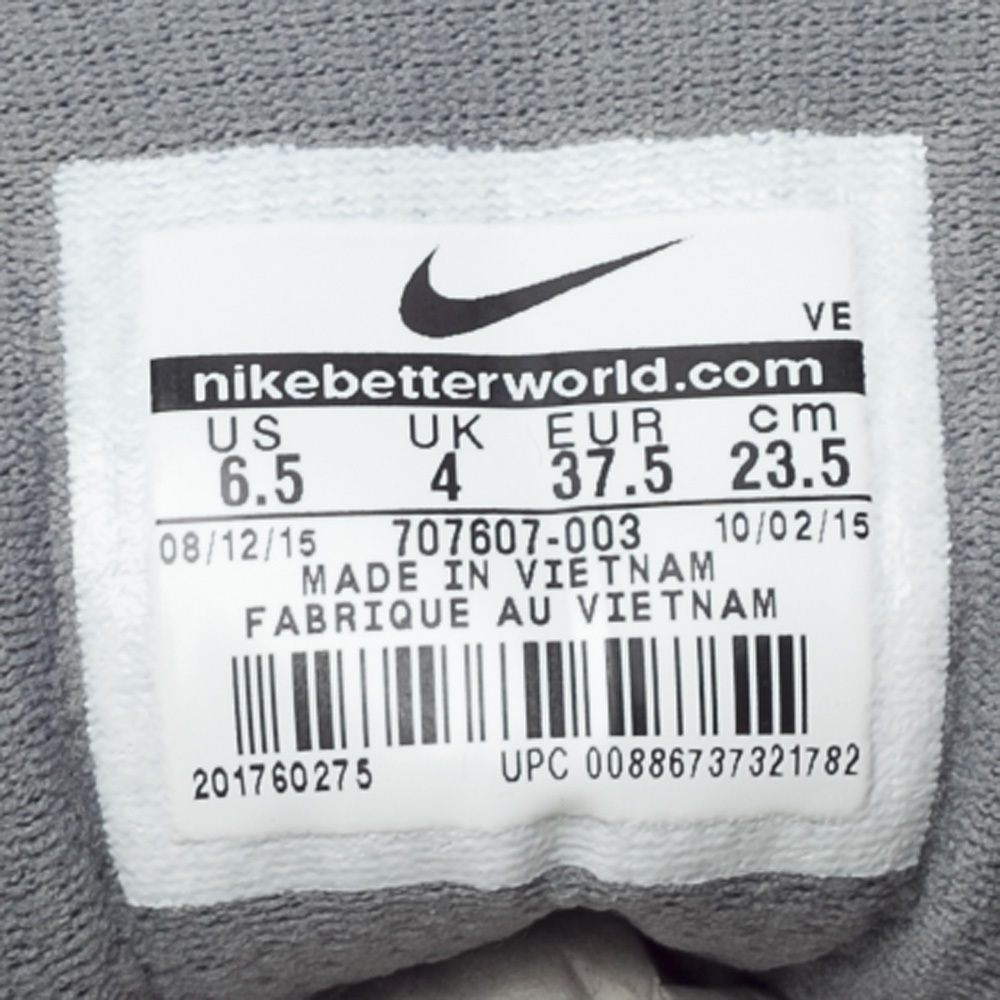 VE
nikebetterworld.com
US UK EUR cm
6.5 4 37.5 23.5
08/12/15 707607-003 10/02/15
MADE IN VIETNAM
FABRIQUE AU VIETNAM
201760275 UPC 00886737321782